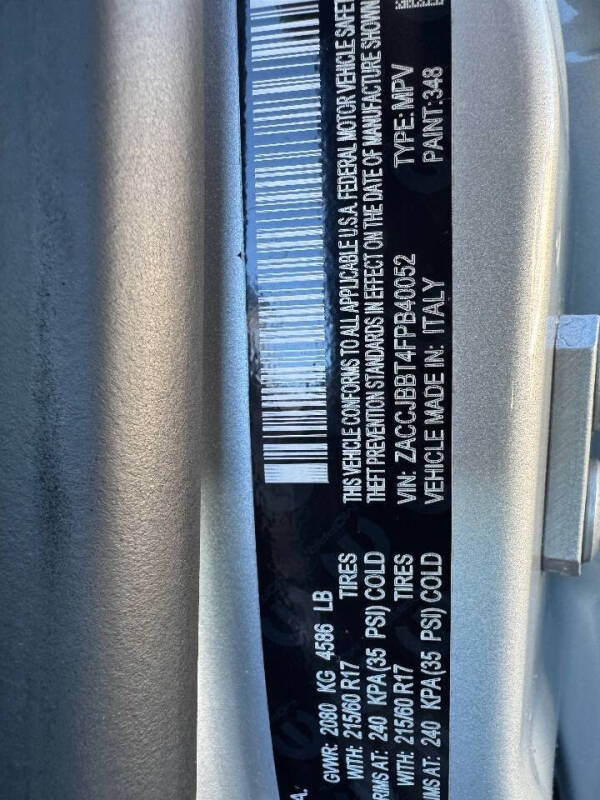 A.
GVWR: 2080 KG 4586 LB
WITH: 215/60 R17 TIRES
RIMS AT: 240 KPA(35 PSI) COLD
WITH: 215/60 R17 TIRES
RIMS AT: 240 KPA(35 PSI) COLD
THIS VEHICLE CONFORMS TO ALL APPLICABLE U.S.A. FEDERAL MOTOR VEHICLE SAFET
THEFT PREVENTION STANDARDS IN EFFECT ON THE DATE OF MANUFACTURE SHOWN
VIN: ZACCJBBT4FPB40052 TYPE: MPV
VEHICLE MADE IN: ITALY PAINT: 348